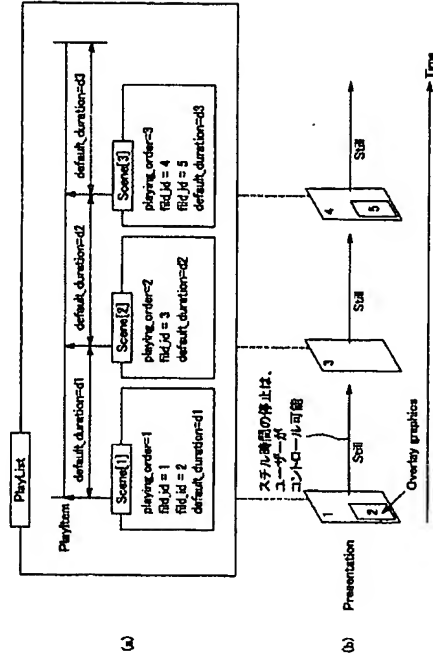 (a)
PlayList
PlayItem
default_duration=d1
default_duration=d2
default_duration=d3
Scene[1]
playing_order=1
fild_id = 1
fild_id = 2
default_duration=d1
Scene[2]
playing_order=2
fild_id = 3
default_duration=d2
Scene[3]
playing_order=3
fild_id = 4
fild_id = 5
default_duration=d3
(b)
Presentation
1
2
Overlay graphics
Still
ステル時間の停止は、
ユーザーが
コントロール可能
3
Still
4
5
Still
Time